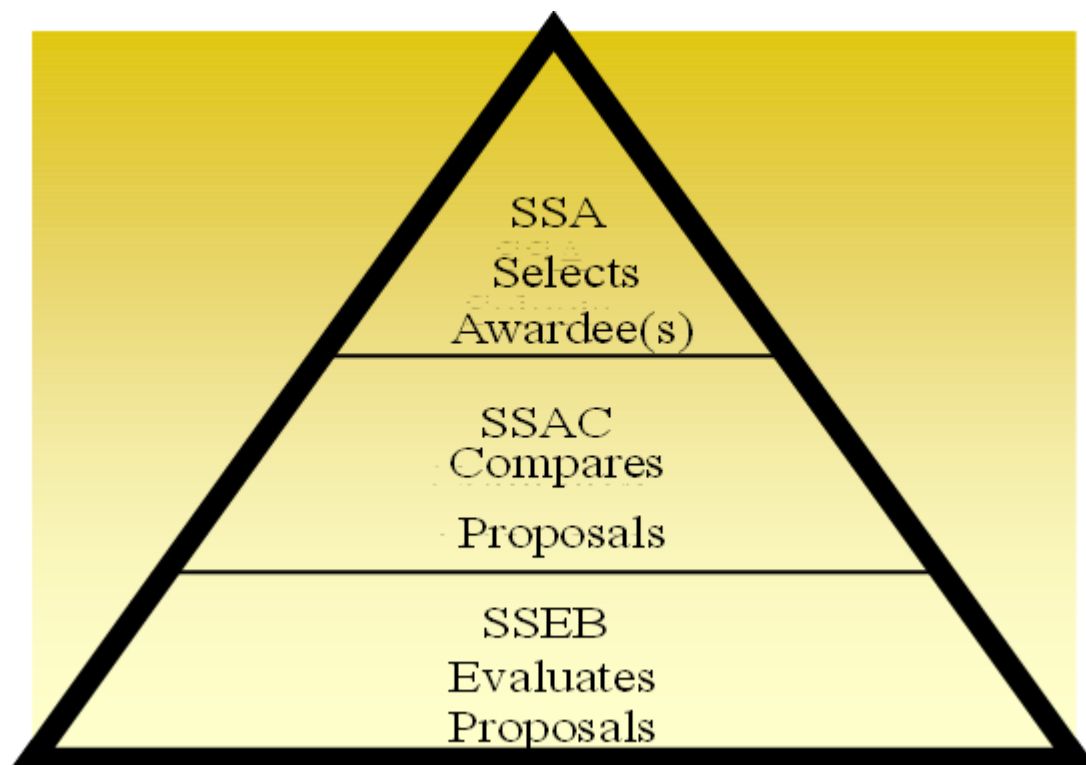 SSA
Selects
Awardee(s)
SSAC
Compares
Proposals
SSEB
Evaluates
Proposals